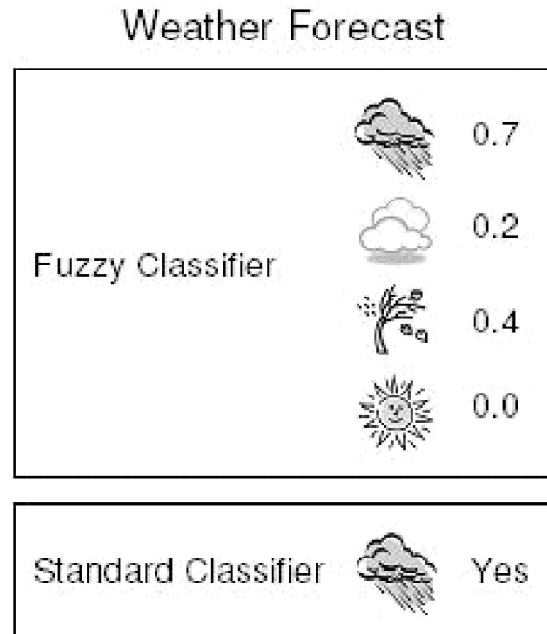 Weather Forecast
0.7
0.2
Fuzzy Classifier
0.4
0.0
Standard Classifier Yes